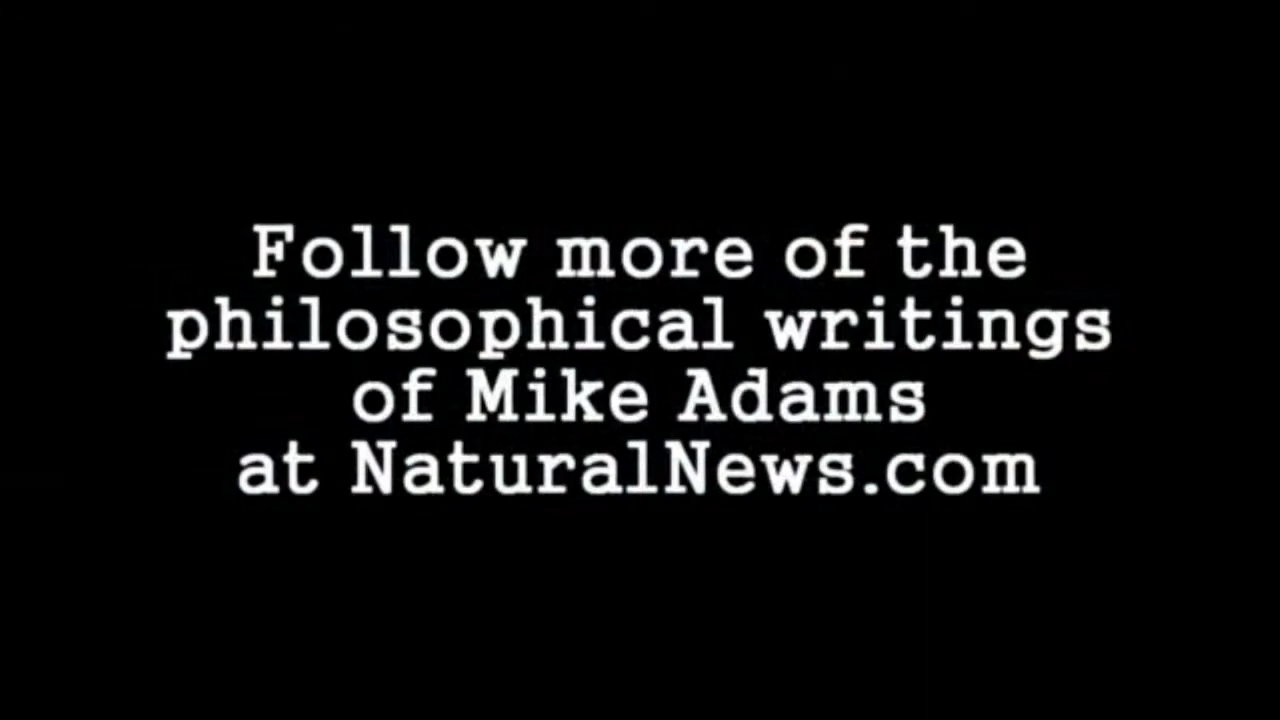 Follow more of the
philosophical writings
of Mike Adams
at NaturalNews.com